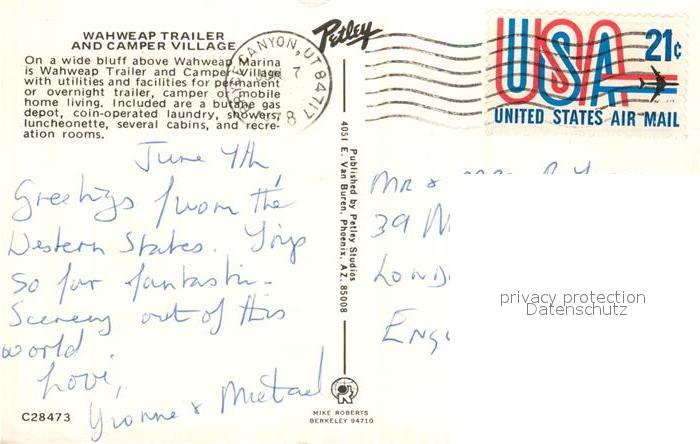 WAHWEAP TRAILER
AND CAMPER VILLAGE
On a wide bluff above Wahweap Marina
is Wahweap Trailer and Camper Village
with utilities and facilities for permanent
or overnight trailer, camper or mobile
home living. Included are a butane gas
depot, coin-operated laundry, showers,
luncheonette, several cabins, and recre-
ation rooms.
Petley
CANYON, UT 84717
7
USA 21c
UNITED STATES AIR MAIL
June 4th,
Greetings from the
Western States. Trip
so far fantastic.
Scenery out of this
world.
Love,
Yvonne & Michael
C28473
Published by Petley Studios
4051 E. Van Buren, Phoenix, AZ. 85008
MIKE ROBERTS
BERKELEY 94710
Mr &
39
LOND
ENG
privacy protection
Datenschutz